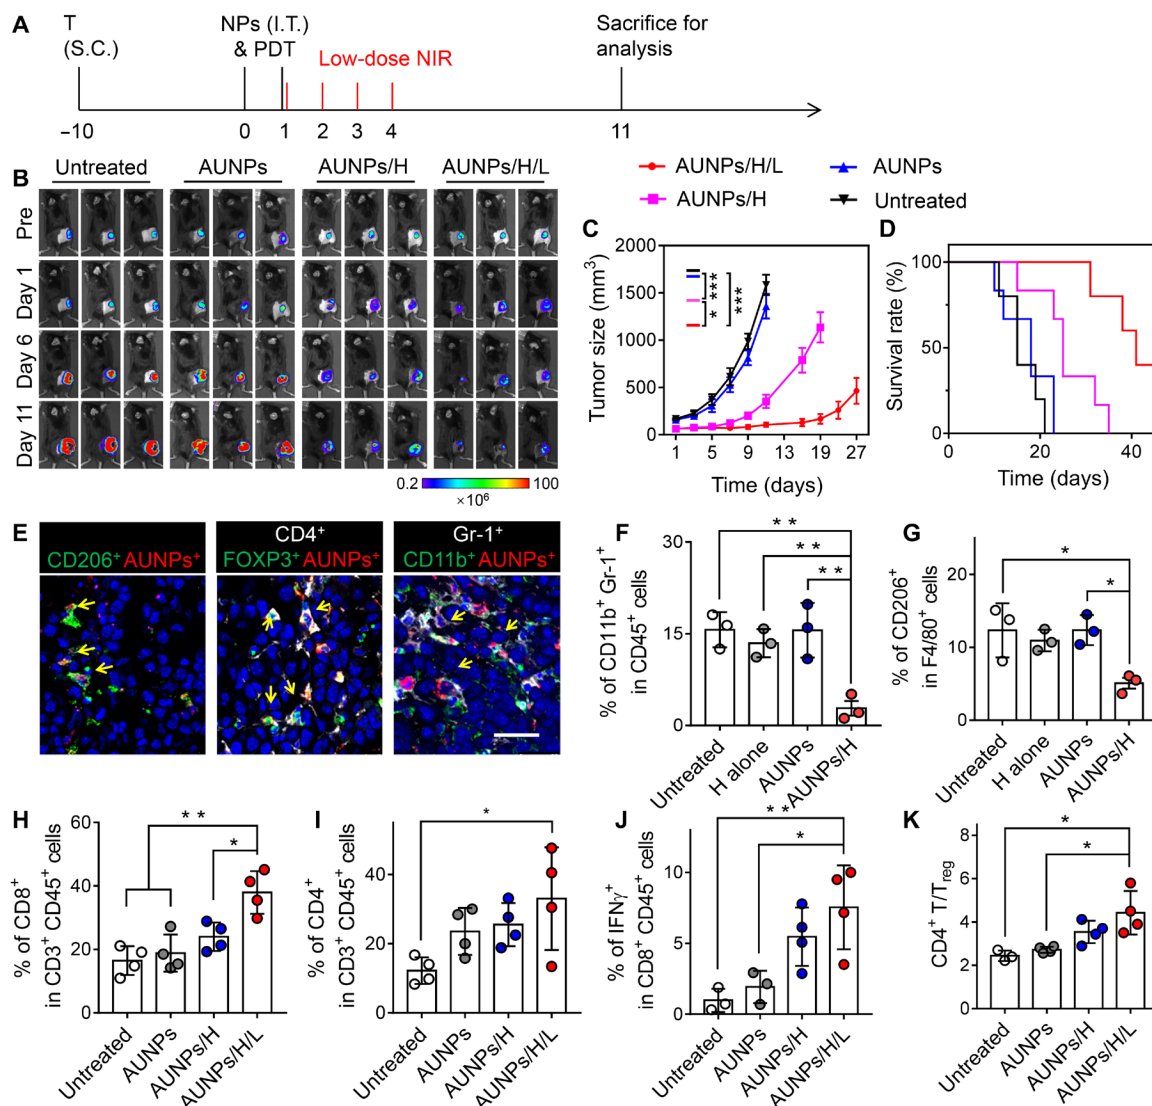 A
T
(S.C.)
NPs (I.T.)
& PDT
Low-dose NIR
Sacrifice for
analysis
−10
0
1
2
3
4
11
B
Untreated
AUNPs
AUNPs/H
AUNPs/H/L
Pre
Day 1
Day 6
Day 11
0.2
100
×10⁶
AUNPs/H/L
AUNPs
AUNPs/H
Untreated
C
Tumor size (mm³)
2000
1500
1000
500
0
1
5
9
13
19
27
Time (days)
***
*
***
D
Survival rate (%)
100
50
0
0
20
40
Time (days)
E
CD206⁺ AUNPs⁺
CD4⁺
FOXP3⁺ AUNPs⁺
Gr-1⁺
CD11b⁺ AUNPs⁺
F
% of CD11b⁺ Gr-1⁺
in CD45⁺ cells
30
15
0
* *
* *
* *
Untreated
H alone
AUNPs
AUNPs/H
G
% of CD206⁺
in F4/80⁺ cells
20
10
0
*
*
Untreated
H alone
AUNPs
AUNPs/H
H
% of CD8⁺
in CD3⁺ CD45⁺ cells
60
40
20
0
* *
*
Untreated
AUNPs
AUNPs/H
AUNPs/H/L
I
% of CD4⁺
in CD3⁺ CD45⁺ cells
40
20
0
*
Untreated
AUNPs
AUNPs/H
AUNPs/H/L
J
% of IFNγ⁺
in CD8⁺ CD45⁺ cells
10
5
0
* *
*
Untreated
AUNPs
AUNPs/H
AUNPs/H/L
K
CD4⁺ T/Treg
8
6
4
2
0
*
*
Untreated
AUNPs
AUNPs/H
AUNPs/H/L